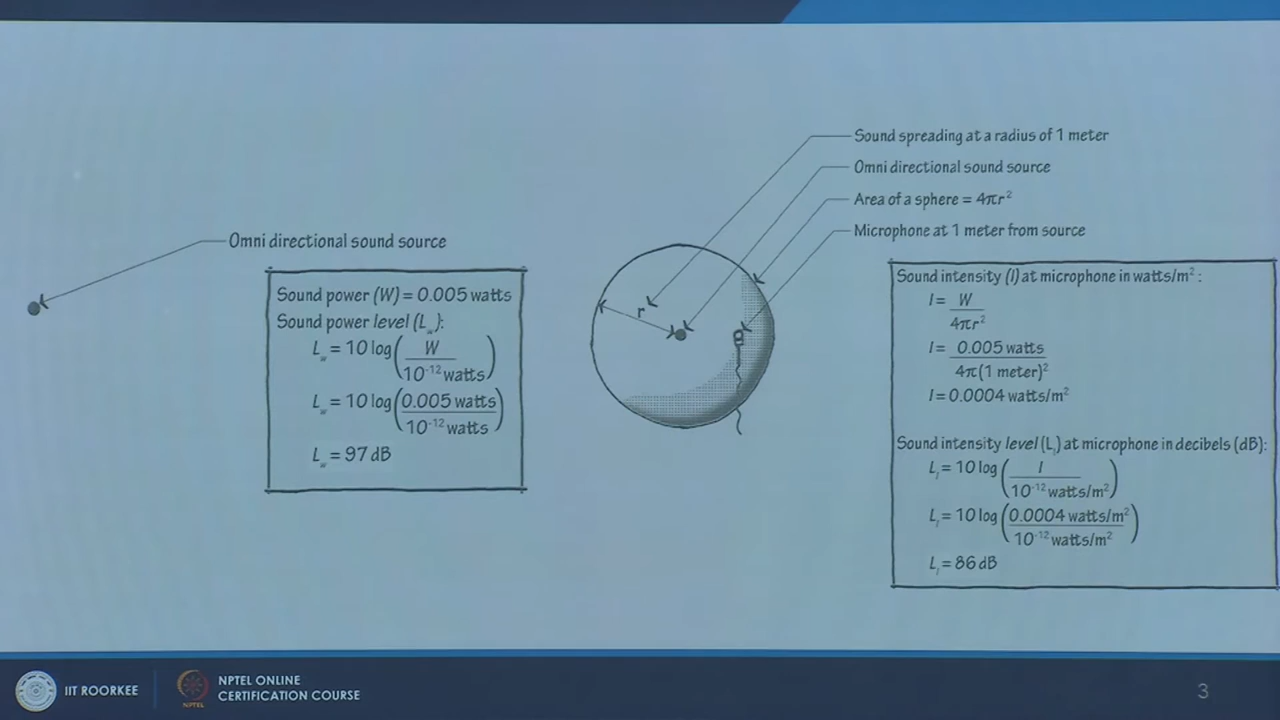 Omni directional sound source
Sound power (W) = 0.005 watts
Sound power level (L_w):
L_w = 10 log(W / 10⁻¹² watts)
L_w = 10 log(0.005 watts / 10⁻¹² watts)
L_w = 97 dB
Sound spreading at a radius of 1 meter
Omni directional sound source
Area of a sphere = 4πr²
Microphone at 1 meter from source
r
Sound intensity (I) at microphone in watts/m²:
I = W / 4πr²
I = 0.005 watts / 4π(1 meter)²
I = 0.0004 watts/m²
Sound intensity level (L_I) at microphone in decibels (dB):
L_I = 10 log(I / 10⁻¹² watts/m²)
L_I = 10 log(0.0004 watts/m² / 10⁻¹² watts/m²)
L_I = 86 dB
IIT ROORKEE
NPTEL
NPTEL ONLINE
CERTIFICATION COURSE
3